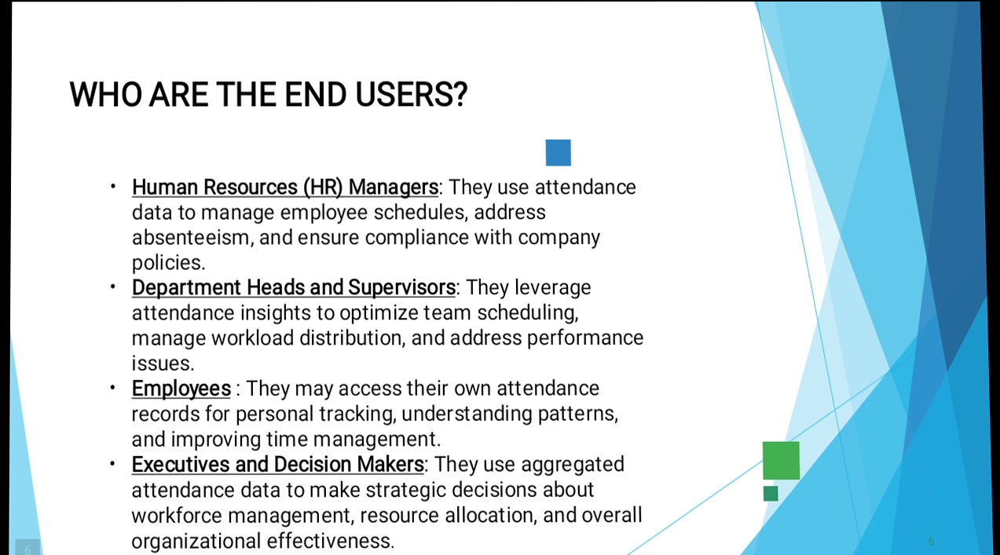 WHO ARE THE END USERS?
• Human Resources (HR) Managers: They use attendance
data to manage employee schedules, address
absenteeism, and ensure compliance with company
policies.
• Department Heads and Supervisors: They leverage
attendance insights to optimize team scheduling,
manage workload distribution, and address performance
issues.
• Employees : They may access their own attendance
records for personal tracking, understanding patterns,
and improving time management.
• Executives and Decision Makers: They use aggregated
attendance data to make strategic decisions about
workforce management, resource allocation, and overall
organizational effectiveness.
6
6